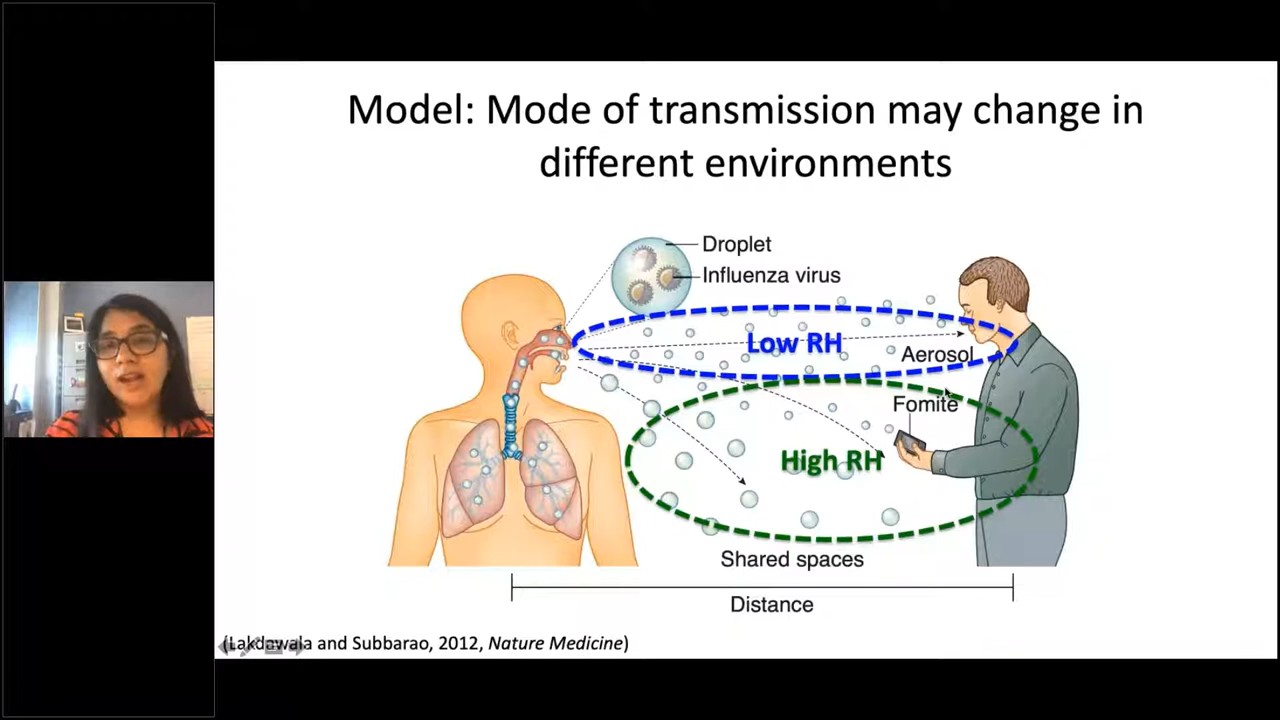 Model: Mode of transmission may change in
different environments
Droplet
Influenza virus
Low RH
Aerosol
Fomite
High RH
Shared spaces
Distance
(Lakdawala and Subbarao, 2012, Nature Medicine)